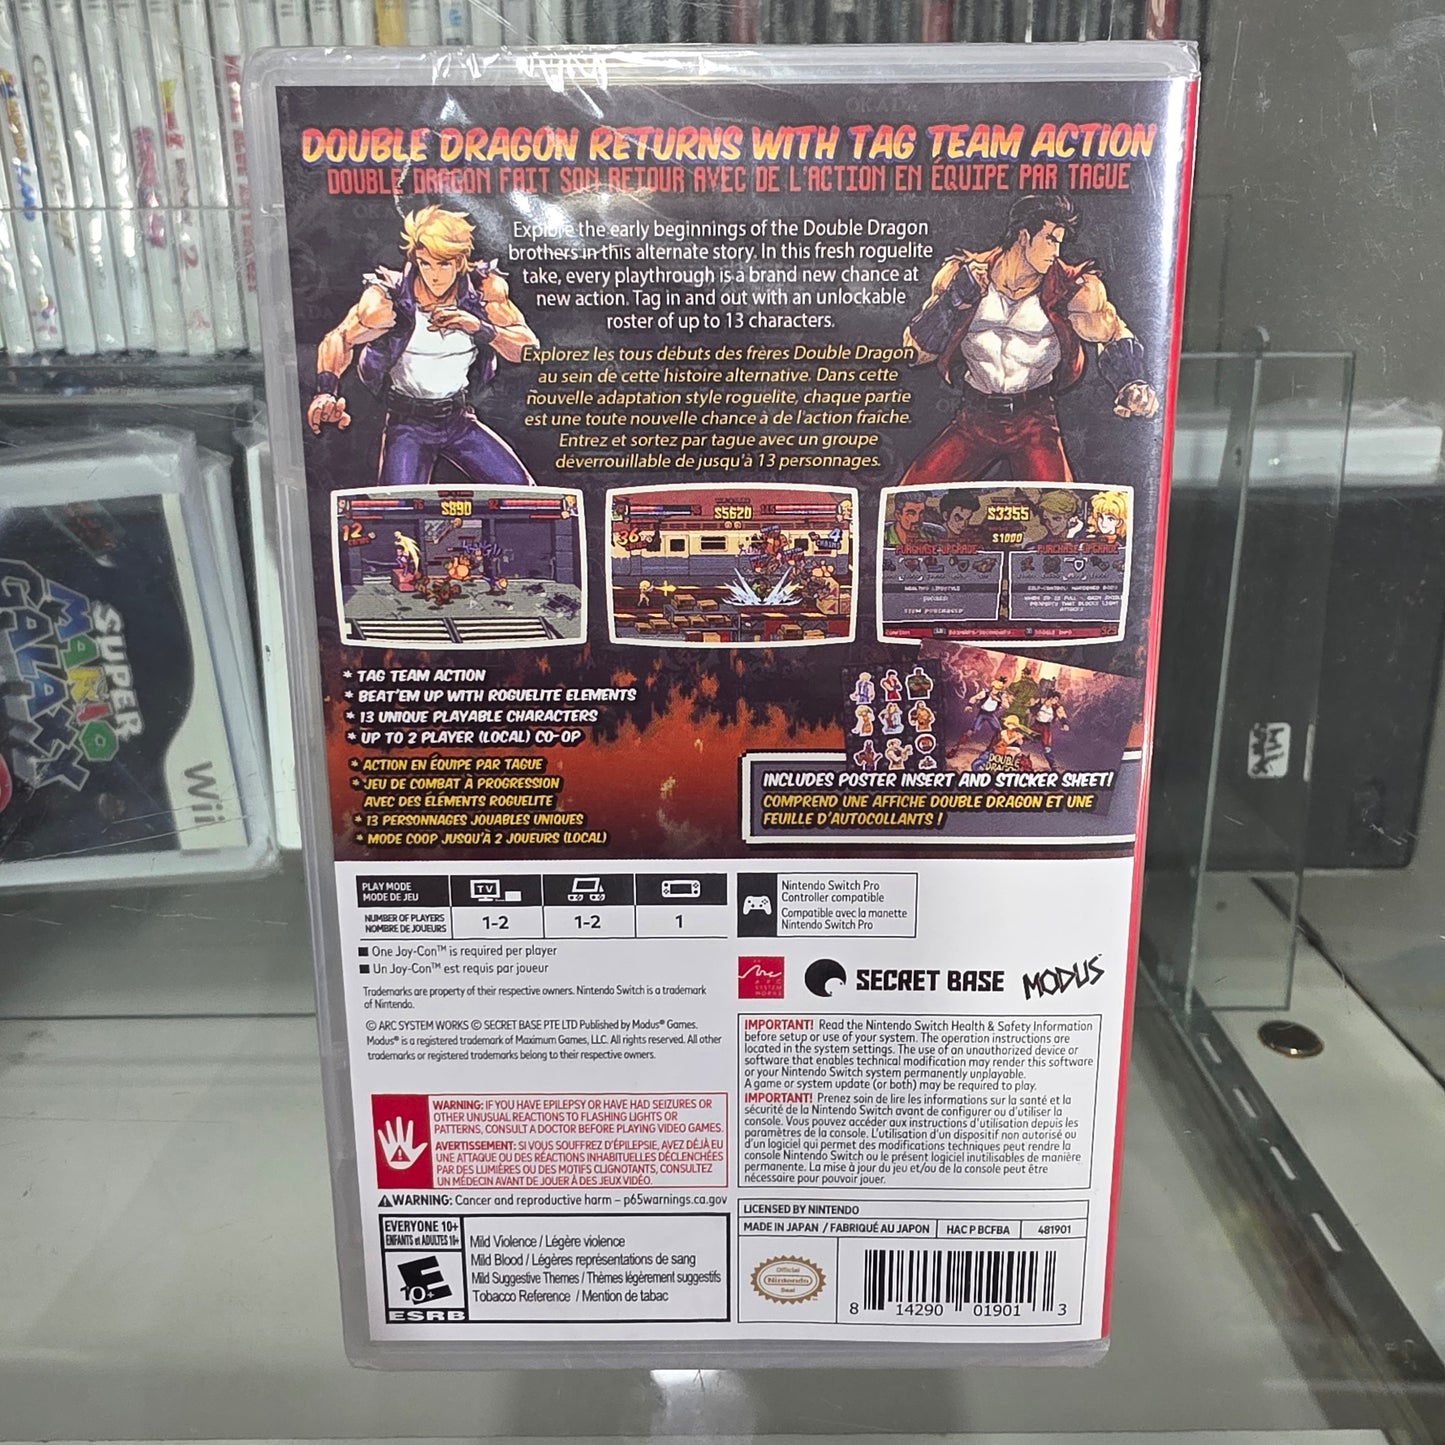 DOUBLE DRAGON RETURNS WITH TAG TEAM ACTION
DOUBLE DRAGON FAIT SON RETOUR AVEC DE L'ACTION EN ÉQUIPE PAR TAGUE
Explore the early beginnings of the Double Dragon
brothers in this alternate story. In this fresh roguelite
take, every playthrough is a brand new chance at
new action. Tag in and out with an unlockable
roster of up to 13 characters.
Explorez les tous débuts des frères Double Dragon
au sein de cette histoire alternative. Dans cette
nouvelle adaptation style roguelite, chaque partie
est une toute nouvelle chance à de l'action fraîche.
Entrez et sortez par tague avec un groupe
déverrouillable de jusqu'à 13 personnages.
$890
12
$5620
36
4
$3355
$1000
PURCHASE UPGRADE
PURCHASE UPGRADE
* TAG TEAM ACTION
* BEAT'EM UP WITH ROGUELITE ELEMENTS
* 13 UNIQUE PLAYABLE CHARACTERS
* UP TO 2 PLAYER (LOCAL) CO-OP
* ACTION EN ÉQUIPE PAR TAGUE
* JEU DE COMBAT À PROGRESSION
AVEC DES ÉLÉMENTS ROGUELITE
* 13 PERSONNAGES JOUABLES UNIQUES
* MODE COOP JUSQU'À 2 JOUEURS (LOCAL)
DOUBLE
DRAGON
INCLUDES POSTER INSERT AND STICKER SHEET!
COMPREND UNE AFFICHE DOUBLE DRAGON ET UNE
FEUILLE D'AUTOCOLLANTS !
PLAY MODE
MODE DE JEU
TV
NUMBER OF PLAYERS
NOMBRE DE JOUEURS
1-2
1-2
1
Nintendo Switch Pro
Controller compatible
Compatible avec la manette
Nintendo Switch Pro
■ One Joy-Con™ is required per player
■ Un Joy-Con™ est requis par joueur
Trademarks are property of their respective owners. Nintendo Switch is a trademark
of Nintendo.
© ARC SYSTEM WORKS © SECRET BASE PTE LTD Published by Modus® Games.
Modus® is a registered trademark of Maximum Games, LLC. All rights reserved. All other
trademarks or registered trademarks belong to their respective owners.
ARC
SYSTEM
WORKS
SECRET BASE
MODUS
IMPORTANT! Read the Nintendo Switch Health & Safety Information
before setup or use of your system. The operation instructions are
located in the system settings. The use of an unauthorized device or
software that enables technical modification may render this software
or your Nintendo Switch system permanently unplayable.
A game or system update (or both) may be required to play.
IMPORTANT! Prenez soin de lire les informations sur la santé et la
sécurité de la Nintendo Switch avant de configurer ou d'utiliser la
console. Vous pouvez accéder aux instructions d'utilisation depuis les
paramètres de la console. L'utilisation d'un dispositif non autorisé ou
d'un logiciel qui permet des modifications techniques peut rendre la
console Nintendo Switch ou le présent logiciel inutilisables de manière
permanente. La mise à jour du jeu et/ou de la console peut être
nécessaire pour pouvoir jouer.
WARNING: IF YOU HAVE EPILEPSY OR HAVE HAD SEIZURES OR
OTHER UNUSUAL REACTIONS TO FLASHING LIGHTS OR
PATTERNS, CONSULT A DOCTOR BEFORE PLAYING VIDEO GAMES.
AVERTISSEMENT: SI VOUS SOUFFREZ D'ÉPILEPSIE, AVEZ DÉJÀ EU
UNE ATTAQUE OU DES RÉACTIONS INHABITUELLES DÉCLENCHÉES
PAR DES LUMIÈRES OU DES MOTIFS CLIGNOTANTS, CONSULTEZ
UN MÉDECIN AVANT DE JOUER À DES JEUX VIDÉO.
WARNING: Cancer and reproductive harm – p65warnings.ca.gov
EVERYONE 10+
ENFANTS et ADULTES 10+
E
10+
ESRB
Mild Violence / Légère violence
Mild Blood / Légères représentations de sang
Mild Suggestive Themes / Thèmes légèrement suggestifs
Tobacco Reference / Mention de tabac
LICENSED BY NINTENDO
MADE IN JAPAN / FABRIQUÉ AU JAPON
HAC P BCFBA
481901
Official
Nintendo
Seal
8 14290 01901 3
SUPER
MARIO
GALAXY
Wii